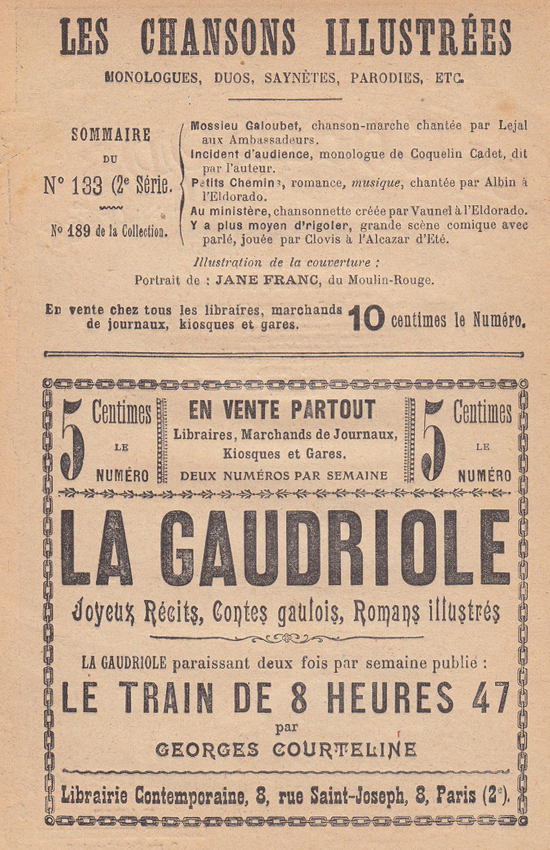 LES CHANSONS ILLUSTRÉES
MONOLOGUES, DUOS, SAYNÈTES, PARODIES, ETC.
SOMMAIRE
DU
N° 133 (2e Série.
N° 189 de la Collection.
Mossieu Galoubet, chanson-marche chantée par Lejal
aux Ambassadeurs.
Incident d'audience, monologue de Coquelin Cadet, dit
par l'auteur.
Petits Chemins, romance, musique, chantée par Albin à
l'Eldorado.
Au ministère, chansonnette créée par Vaunel à l'Eldorado.
Y a plus moyen d'rigoler, grande scène comique avec
parlé, jouée par Clovis à l'Alcazar d'Eté.
Illustration de la couverture :
Portrait de : JANE FRANC, du Moulin-Rouge.
En vente chez tous les libraires, marchands
de journaux, kiosques et gares.
10 centimes le Numéro.
5 Centimes
LE
NUMÉRO
EN VENTE PARTOUT
Libraires, Marchands de Journaux,
Kiosques et Gares.
DEUX NUMÉROS PAR SEMAINE
5 Centimes
LE
NUMÉRO
LA GAUDRIOLE
Joyeux Récits, Contes gaulois, Romans illustrés
LA GAUDRIOLE paraissant deux fois par semaine publie :
LE TRAIN DE 8 HEURES 47
par
GEORGES COURTELINE
Librairie Contemporaine, 8, rue Saint-Joseph, 8, Paris (2e).